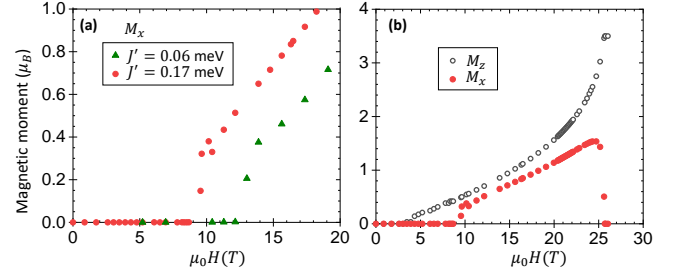 (a)
M_x
J′ = 0.06 meV
J′ = 0.17 meV
Magnetic moment (μ_B)
1.0
0.8
0.6
0.4
0.2
0.0
0 5 10 15 20
μ₀H(T)
(b)
M_z
M_x
4
3
2
1
0
0 5 10 15 20 25 30
μ₀H(T)